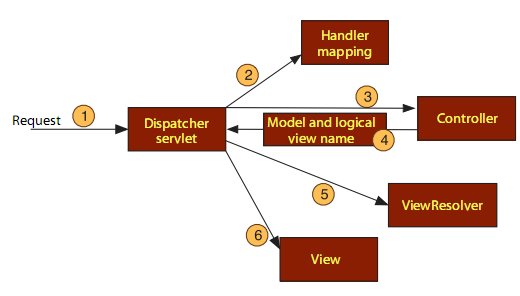 Handler
mapping
2
3
1
Request
Dispatcher
servlet
Model and logical
view name
4
Controller
5
ViewResolver
6
View